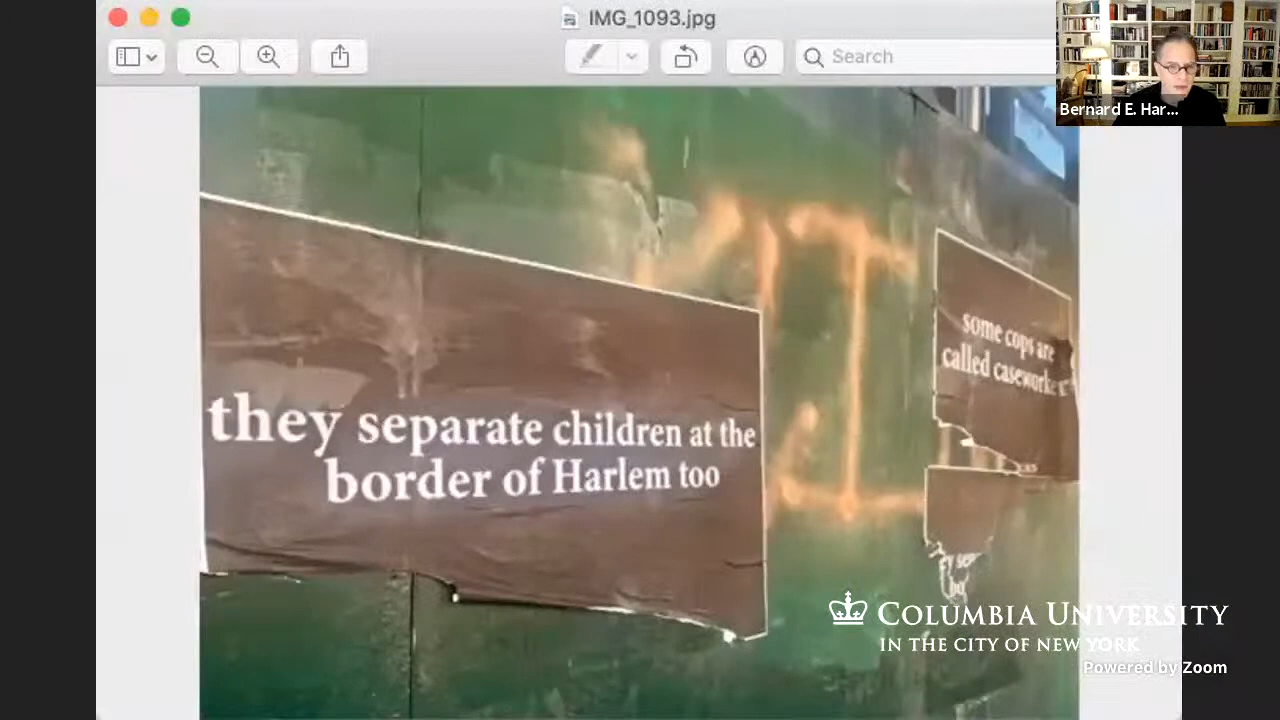 IMG_1093.jpg
Search
Bernard E. Har...
they separate children at the
border of Harlem too
some cops are
called caseworkers
COLUMBIA UNIVERSITY
IN THE CITY OF NEW YORK
Powered by Zoom